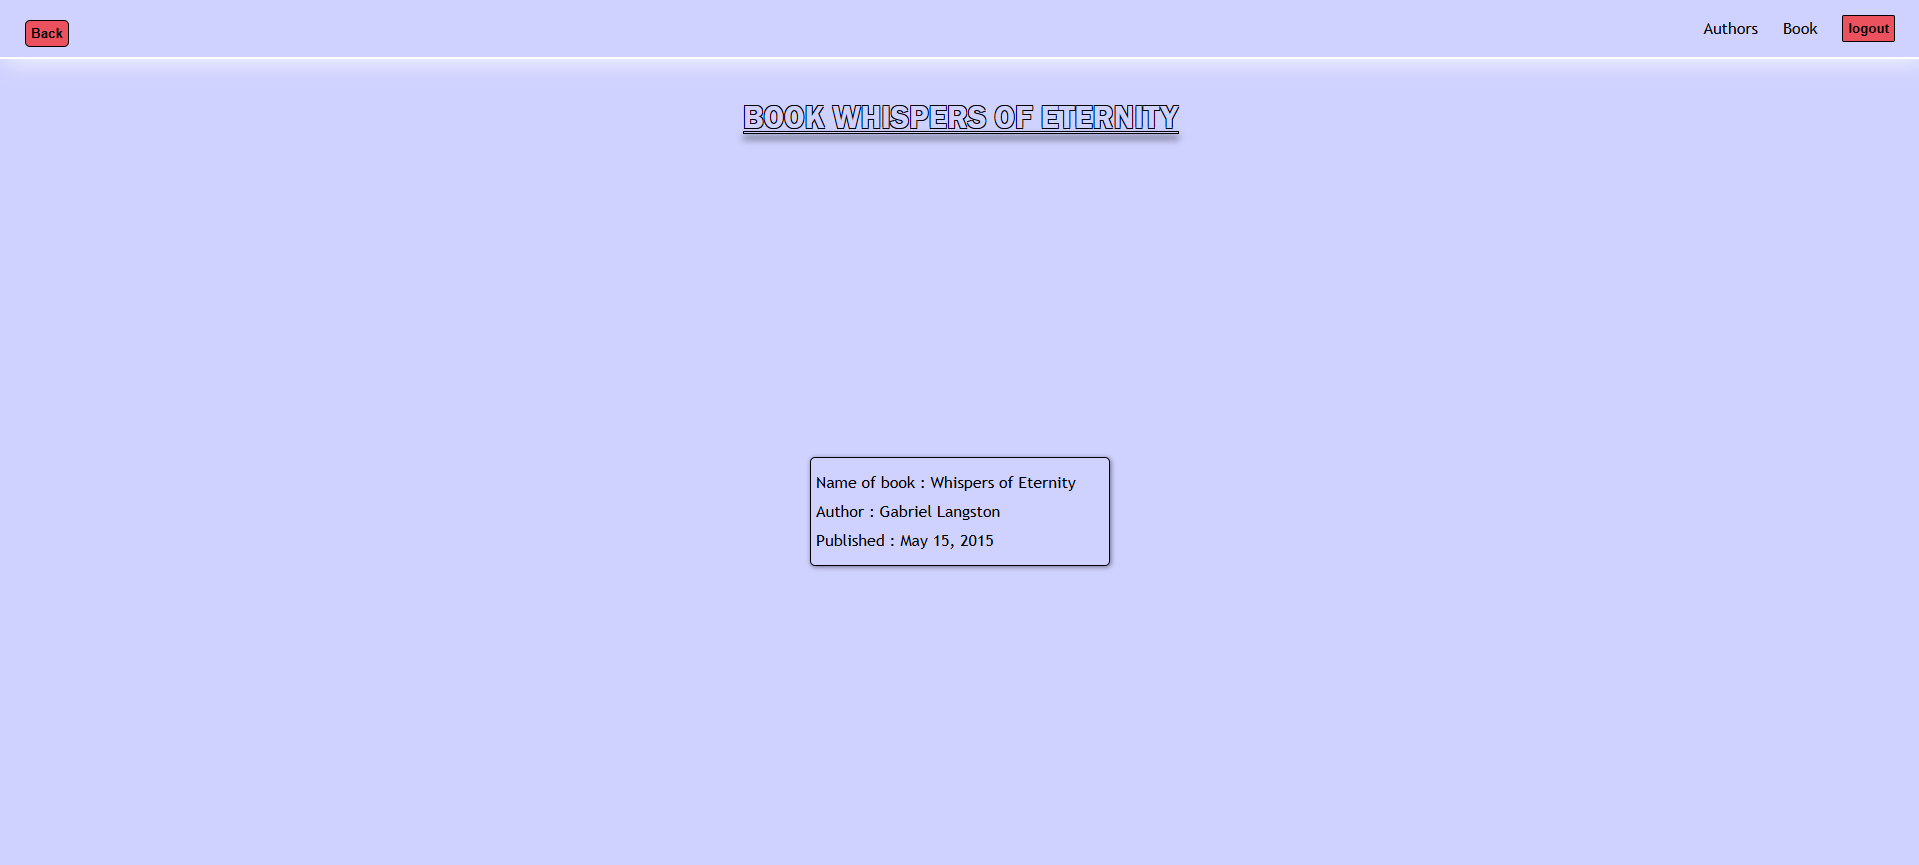 Back
Authors
Book
logout
BOOK WHISPERS OF ETERNITY
Name of book : Whispers of Eternity
Author : Gabriel Langston
Published : May 15, 2015